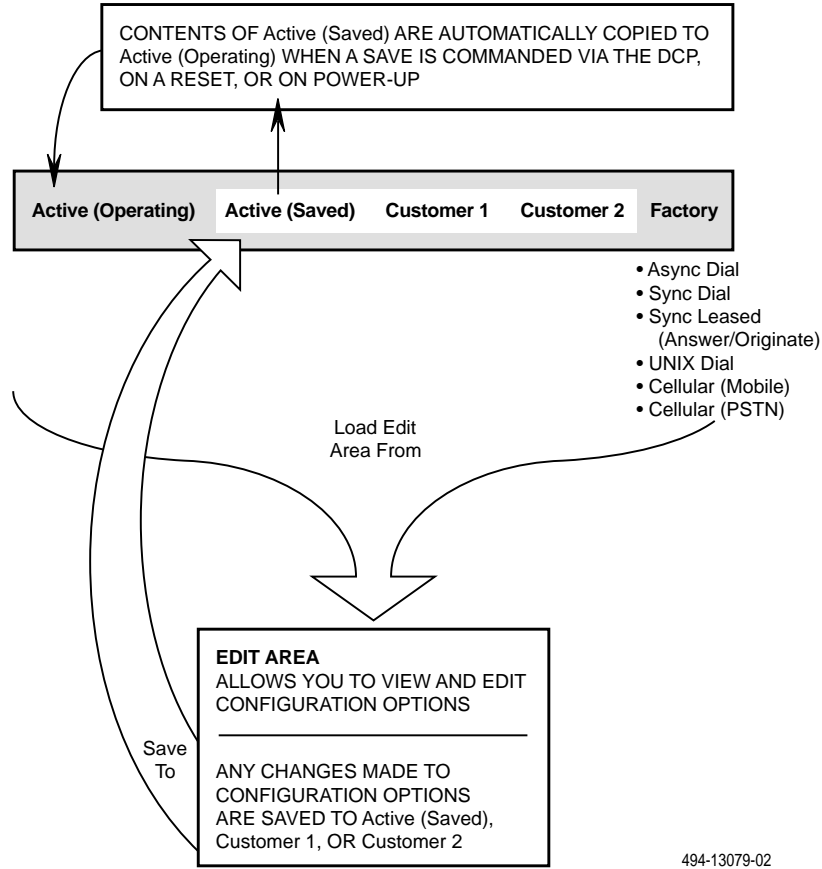 CONTENTS OF Active (Saved) ARE AUTOMATICALLY COPIED TO
Active (Operating) WHEN A SAVE IS COMMANDED VIA THE DCP,
ON A RESET, OR ON POWER-UP
Active (Operating) Active (Saved) Customer 1 Customer 2 Factory
• Async Dial
• Sync Dial
• Sync Leased
(Answer/Originate)
• UNIX Dial
• Cellular (Mobile)
• Cellular (PSTN)
Load Edit
Area From
EDIT AREA
ALLOWS YOU TO VIEW AND EDIT
CONFIGURATION OPTIONS
Save
To
ANY CHANGES MADE TO
CONFIGURATION OPTIONS
ARE SAVED TO Active (Saved),
Customer 1, OR Customer 2
494-13079-02